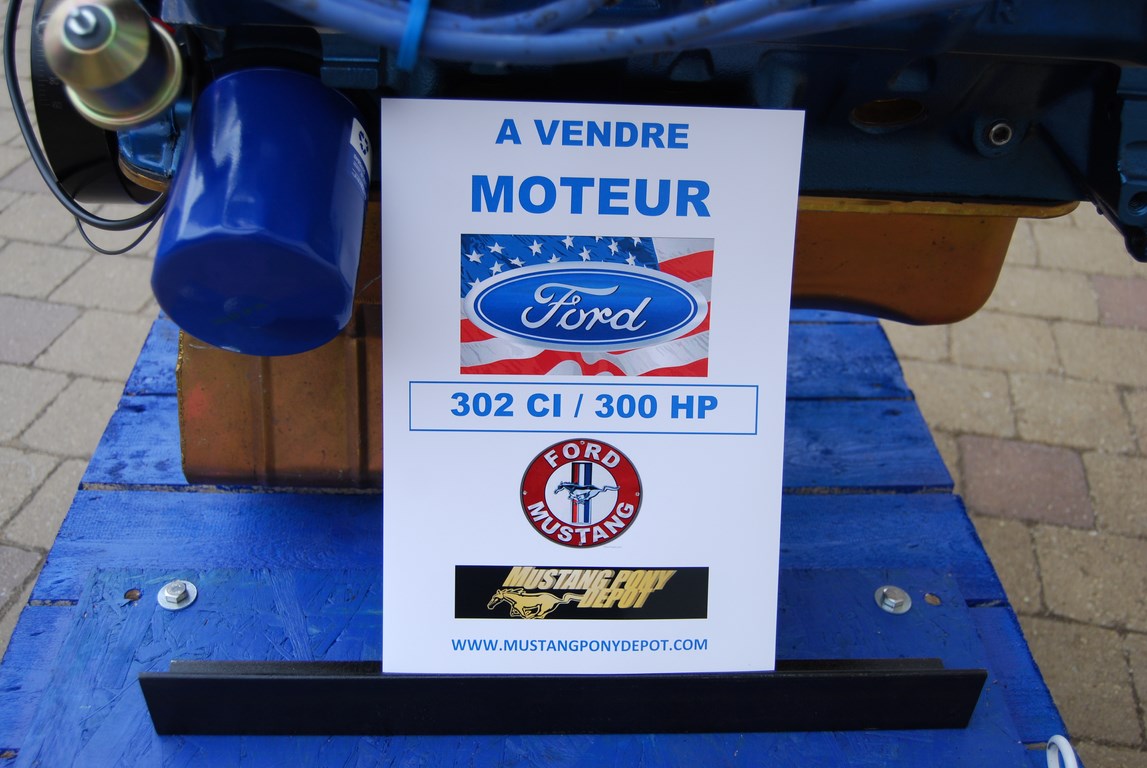 A VENDRE
MOTEUR
Ford
302 CI / 300 HP
FORD
MUSTANG
MUSTANG PONY
DEPOT
WWW.MUSTANGPONYDEPOT.COM